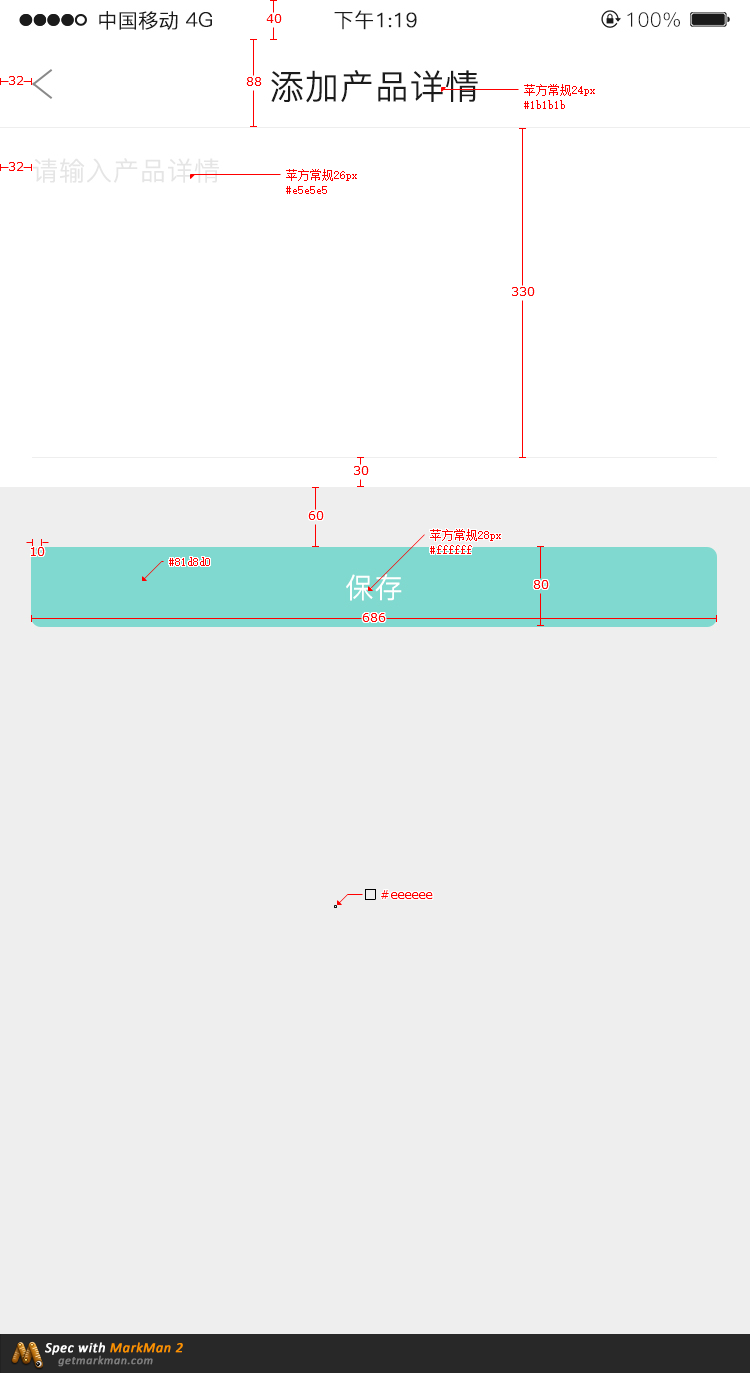 中国移动 4G 下午1:19 100%
40
32
88
添加产品详情
苹方常规24px
#1b1b1b
32
请输入产品详情
苹方常规26px
#e5e5e5
330
30
60
10
#81d8d0
苹方常规28px
#ffffff
保存
80
686
#eeeeee
Spec with MarkMan 2
getmarkman.com